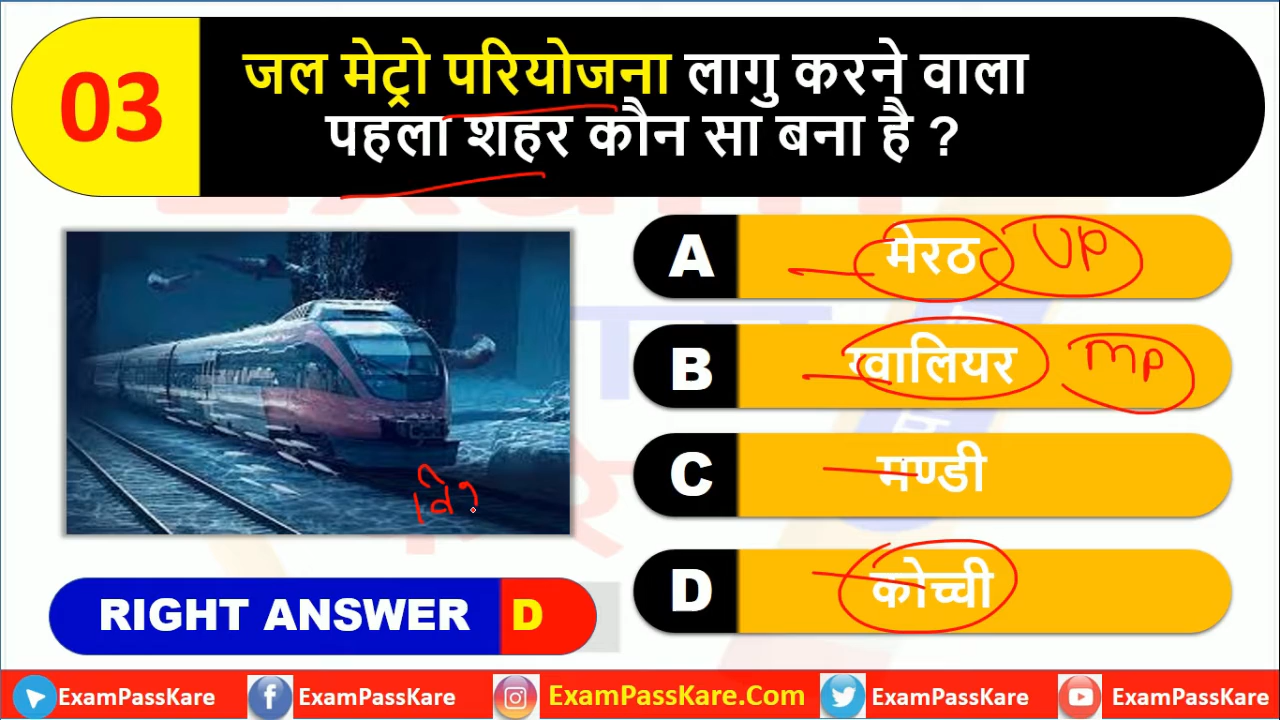 03
जल मेट्रो परियोजना लागु करने वाला
पहला शहर कौन सा बना है ?
A मेरठ UP
B ग्वालियर MP
C मण्डी
D कोच्ची
RIGHT ANSWER D
ExamPassKare ExamPassKare ExamPassKare.Com ExamPassKare ExamPassKare